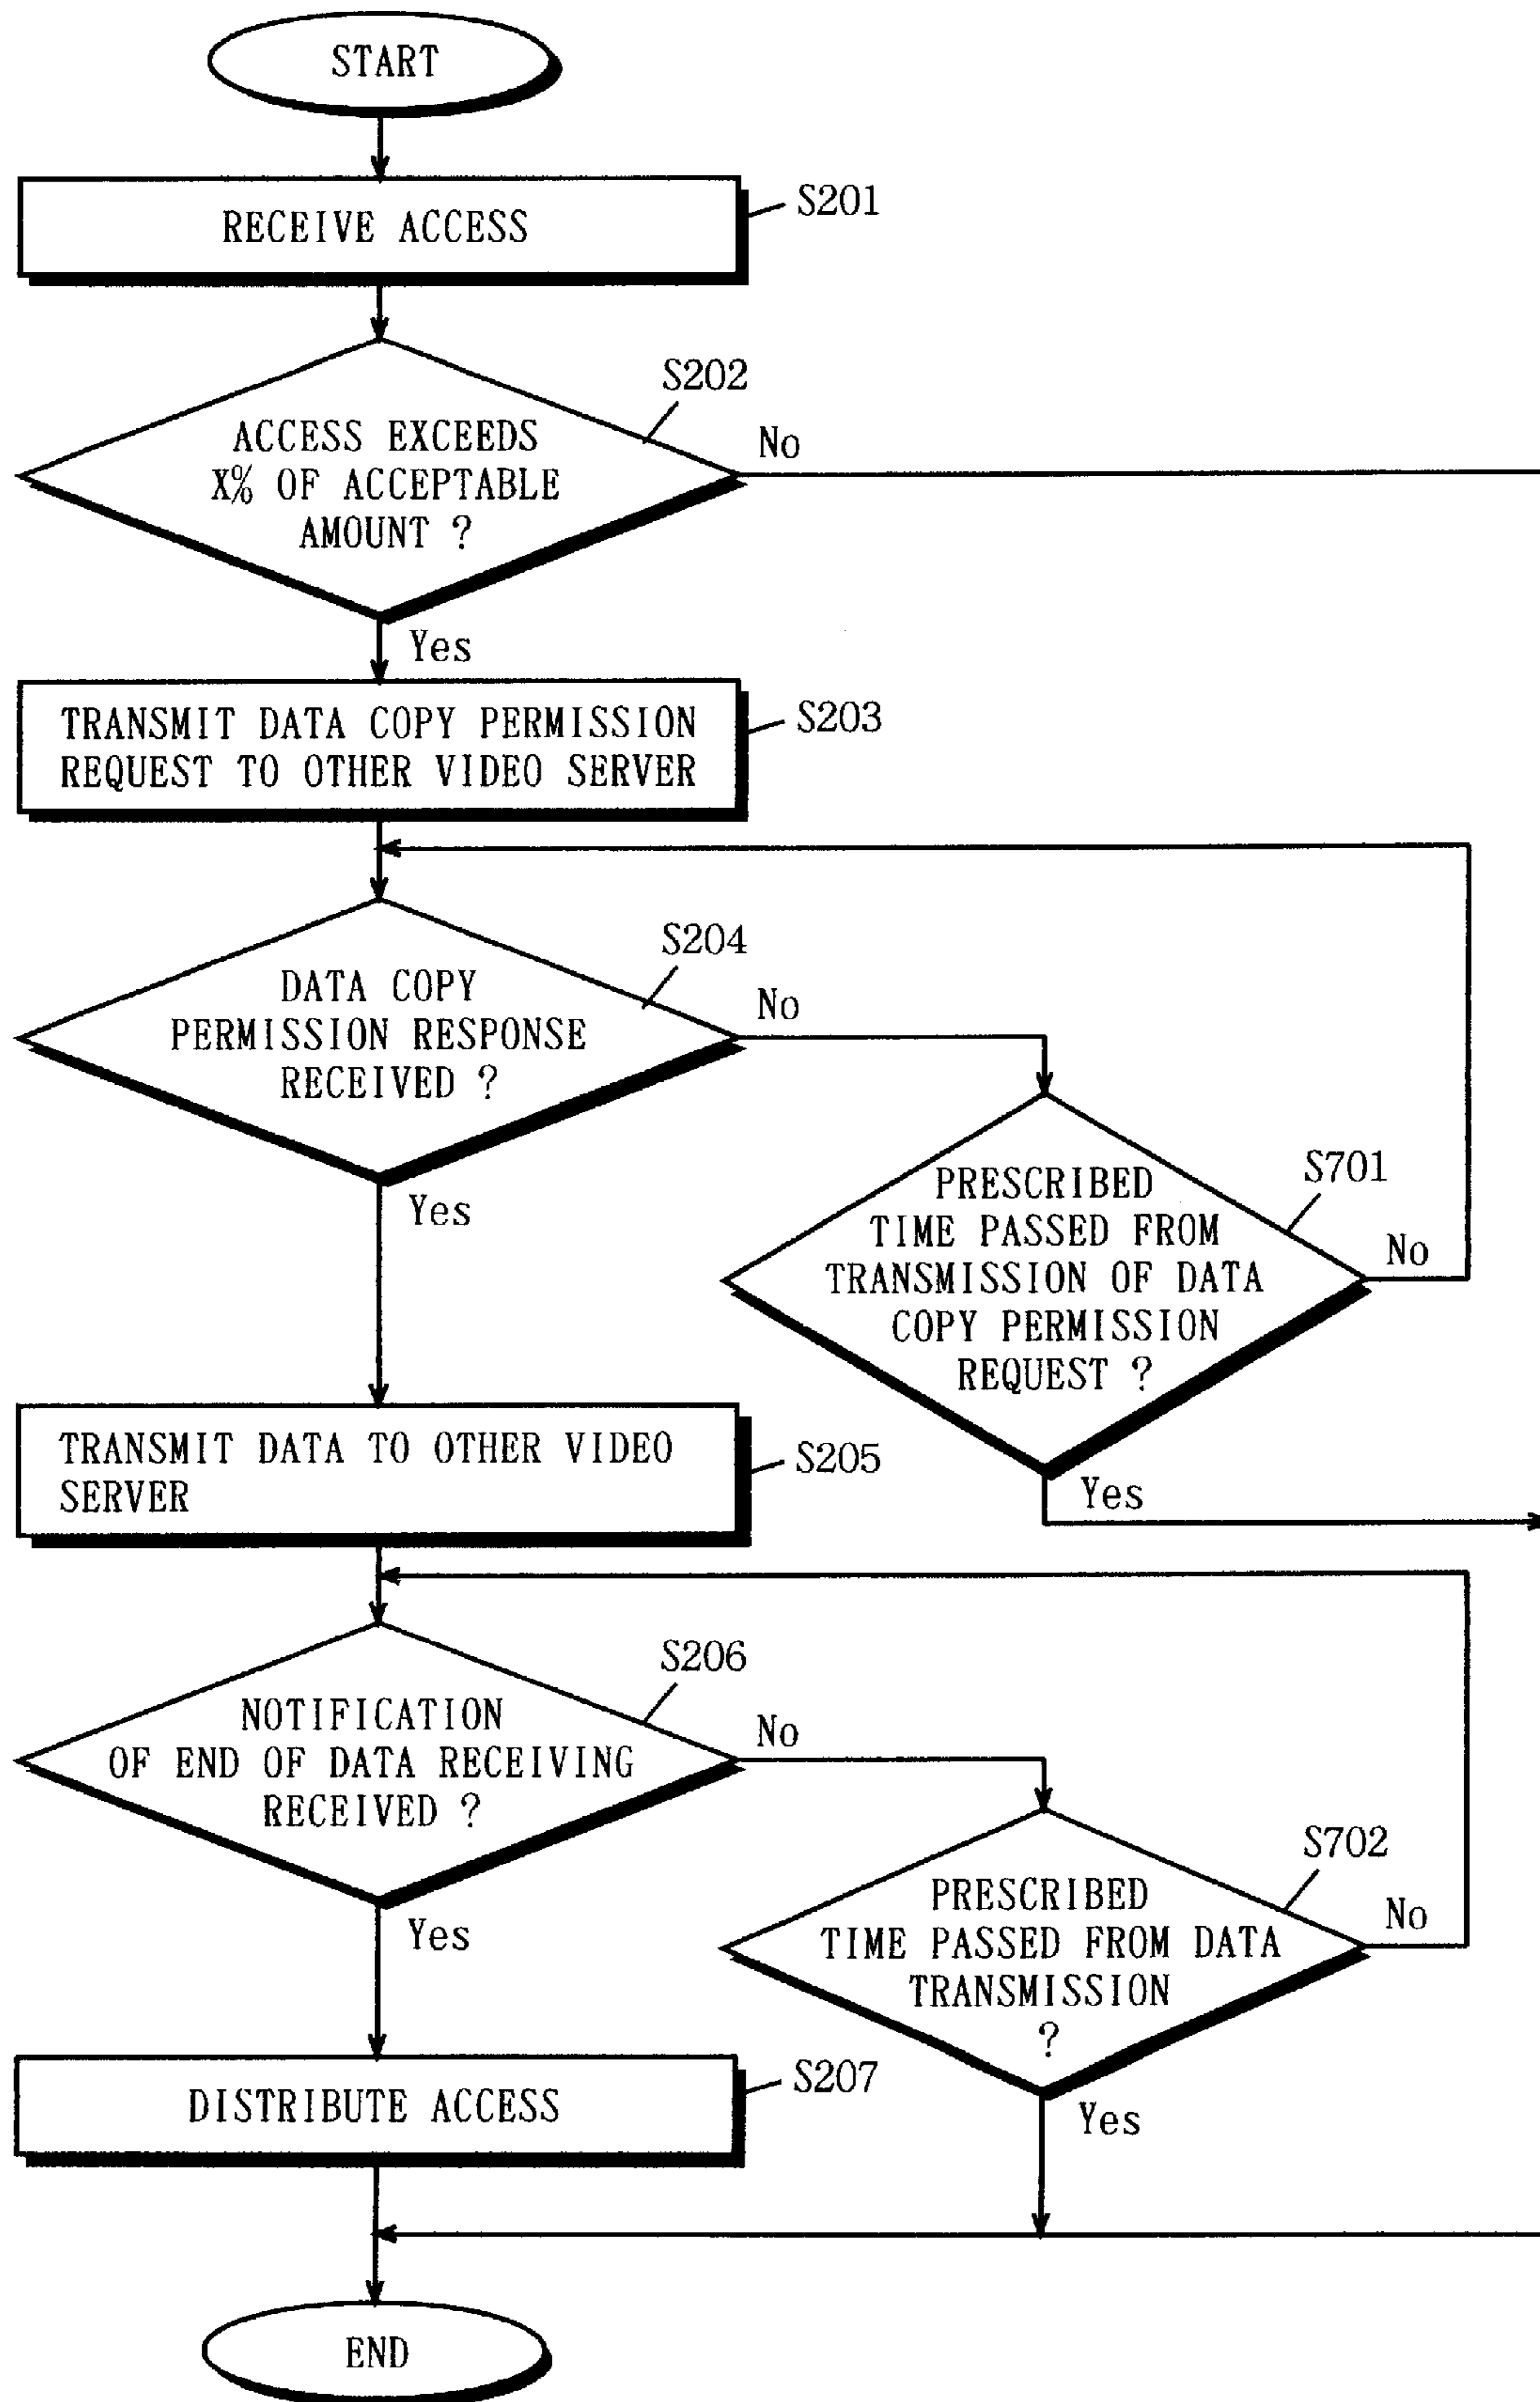 START
RECEIVE ACCESS
S201
S202
ACCESS EXCEEDS
X% OF ACCEPTABLE
AMOUNT ?
No
Yes
TRANSMIT DATA COPY PERMISSION
REQUEST TO OTHER VIDEO SERVER
S203
S204
DATA COPY
PERMISSION RESPONSE
RECEIVED ?
No
Yes
S701
PRESCRIBED
TIME PASSED FROM
TRANSMISSION OF DATA
COPY PERMISSION
REQUEST ?
No
Yes
TRANSMIT DATA TO OTHER VIDEO
SERVER
S205
S206
NOTIFICATION
OF END OF DATA RECEIVING
RECEIVED ?
No
Yes
S702
PRESCRIBED
TIME PASSED FROM DATA
TRANSMISSION
?
No
Yes
DISTRIBUTE ACCESS
S207
END